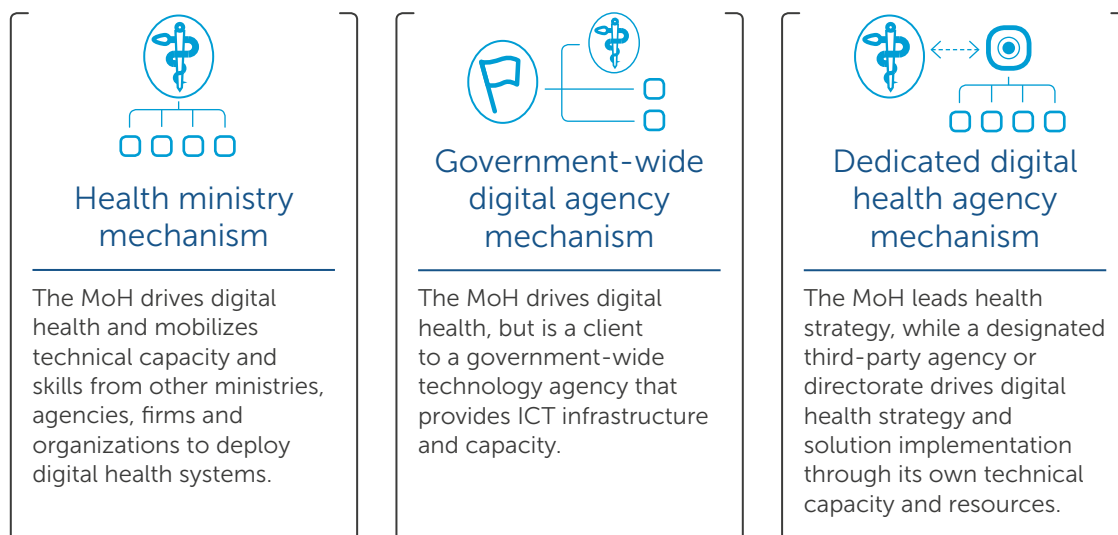 Health ministry
mechanism
The MoH drives digital
health and mobilizes
technical capacity and
skills from other ministries,
agencies, firms and
organizations to deploy
digital health systems.
Government-wide
digital agency
mechanism
The MoH drives digital
health, but is a client
to a government-wide
technology agency that
provides ICT infrastructure
and capacity.
Dedicated digital
health agency
mechanism
The MoH leads health
strategy, while a designated
third-party agency or
directorate drives digital
health strategy and
solution implementation
through its own technical
capacity and resources.